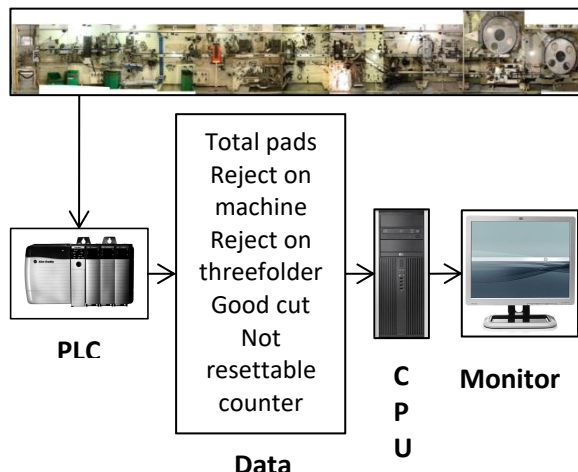 Total pads
Reject on
machine
Reject on
threefolder
Good cut
Not
resettable
counter
PLC
Data
C
P
U
Monitor